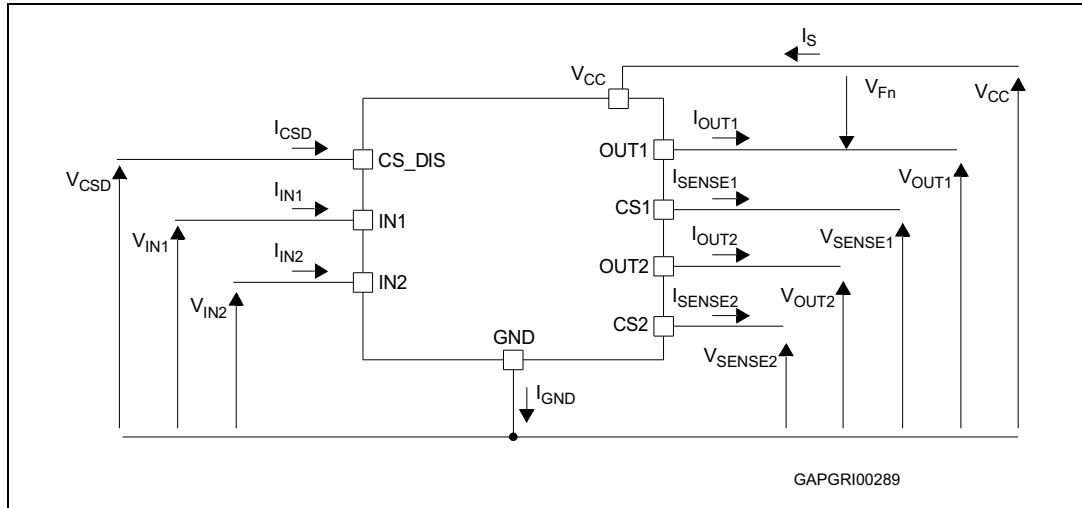 I_S
V_CC
V_Fn
V_CC
I_OUT1
I_CSD
OUT1
CS_DIS
V_CSD
V_OUT1
I_SENSE1
I_IN1
CS1
IN1
V_IN1
V_SENSE1
I_OUT2
I_IN2
OUT2
IN2
V_IN2
V_OUT2
I_SENSE2
CS2
GND
V_SENSE2
I_GND
GAPGRI00289